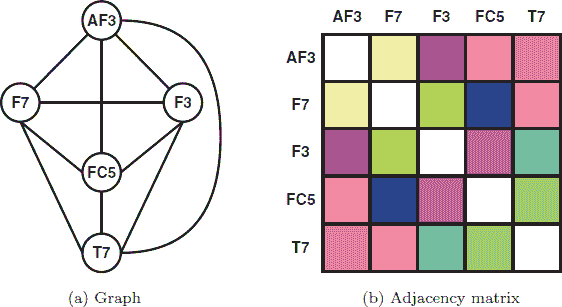 AF3
F7
F3
FC5
T7
(a) Graph
AF3 F7 F3 FC5 T7
AF3
F7
F3
FC5
T7
(b) Adjacency matrix